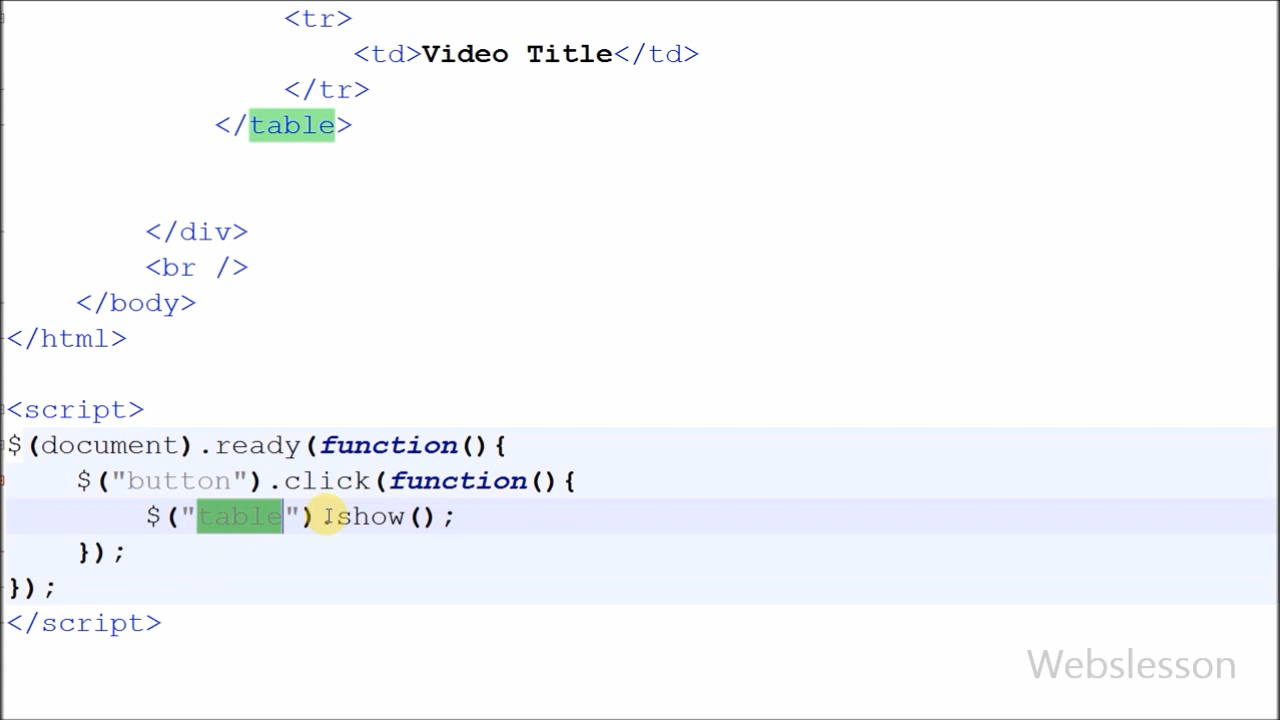 <tr>
<td>Video Title</td>
</tr>
</table>
</div>
<br />
</body>
</html>
<script>
$(document).ready(function(){
$("button").click(function(){
$("table").show();
});
});
</script>
Webslesson